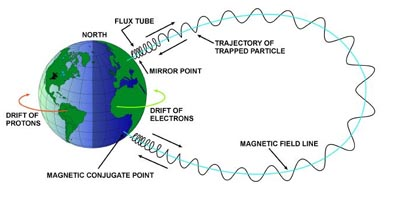 FLUX TUBE
NORTH
TRAJECTORY OF
TRAPPED PARTICLE
MIRROR POINT
DRIFT OF
PROTONS
DRIFT OF
ELECTRONS
MAGNETIC FIELD LINE
MAGNETIC CONJUGATE POINT